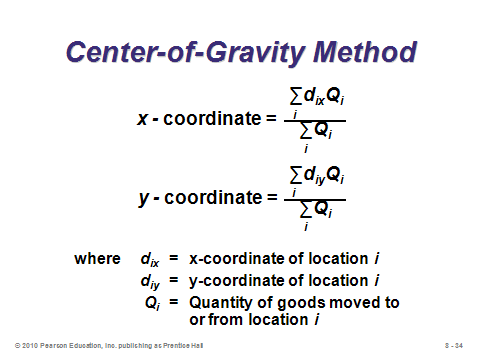 Center-of-Gravity Method
x - coordinate = ∑dixQi
i
∑Qi
i
y - coordinate = ∑diyQi
i
∑Qi
i
where dix = x-coordinate of location i
diy = y-coordinate of location i
Qi = Quantity of goods moved to
or from location i
© 2010 Pearson Education, Inc. publishing as Prentice Hall
8 - 34